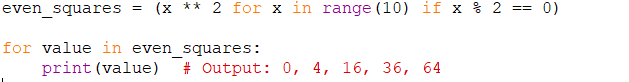 even_squares = (x ** 2 for x in range(10) if x % 2 == 0)
for value in even_squares:
    print(value)  # Output: 0, 4, 16, 36, 64